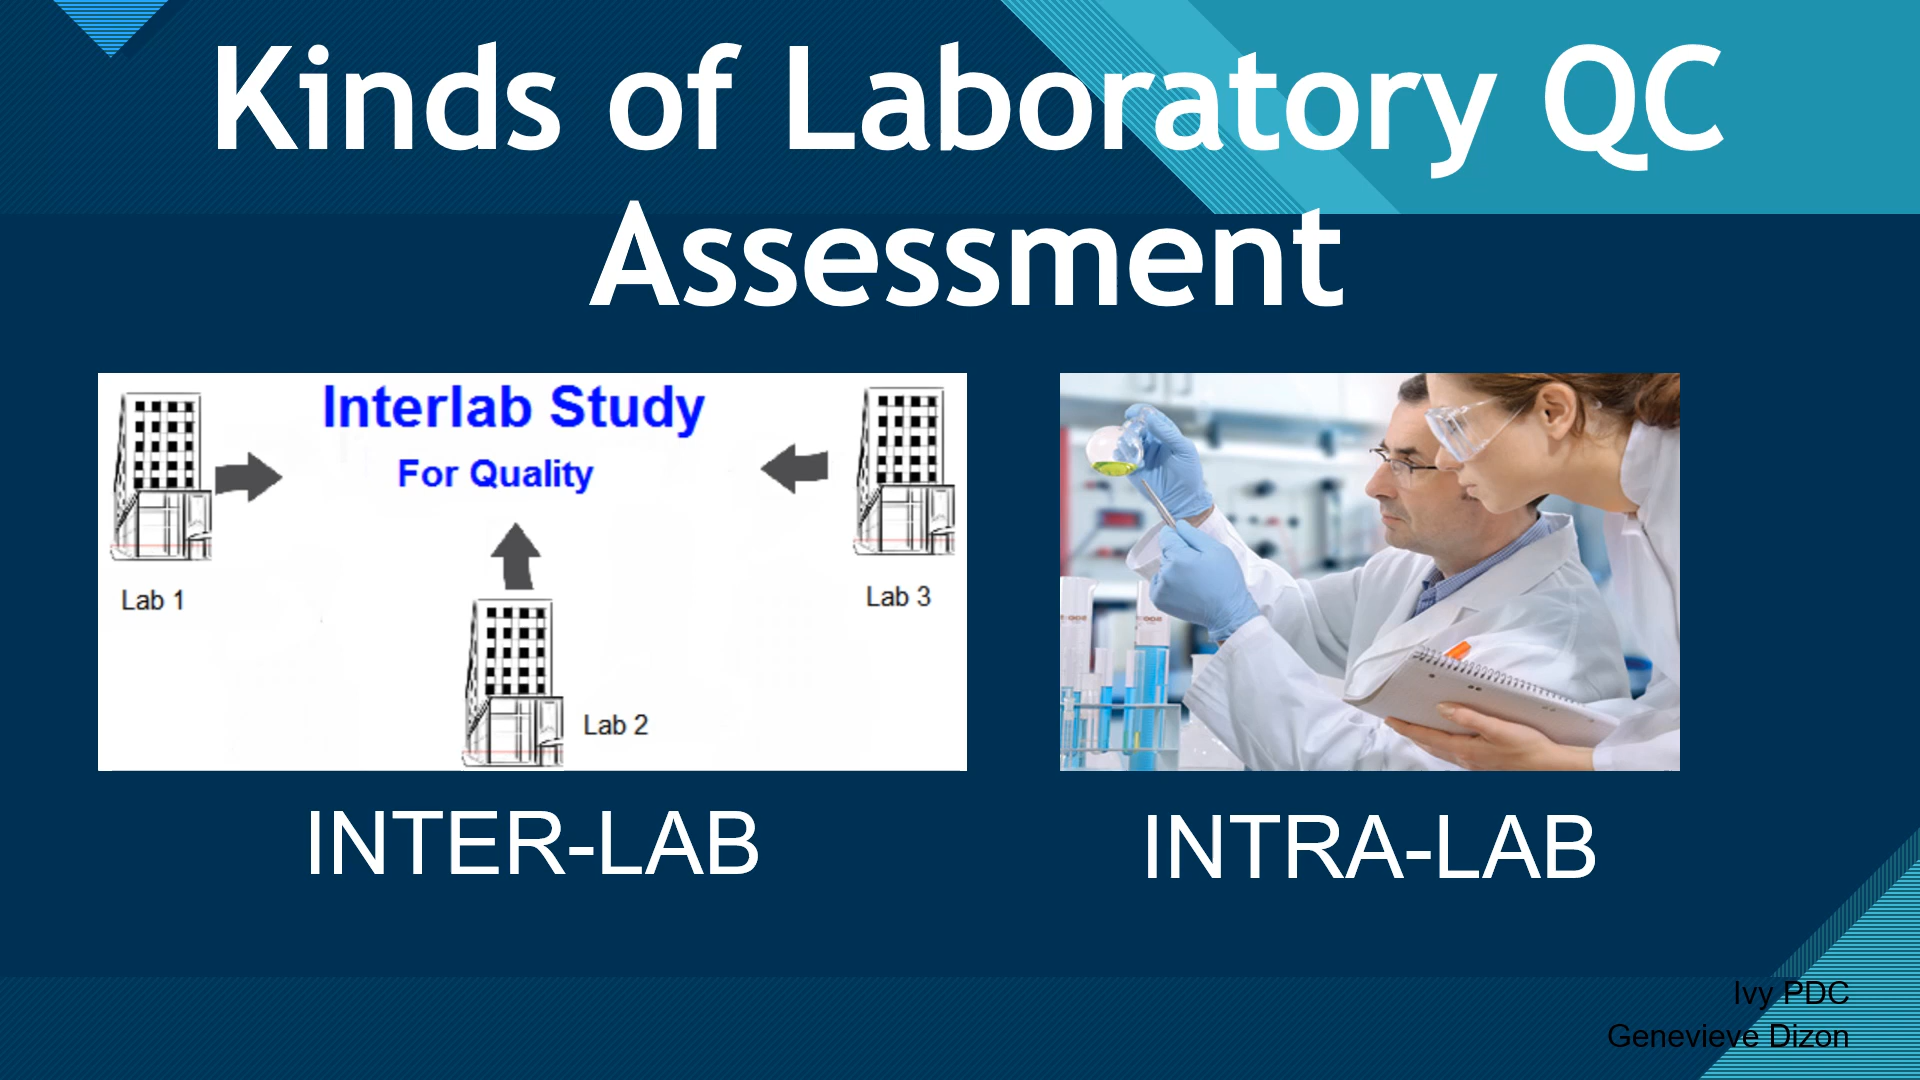 Kinds of Laboratory QC
Assessment
Interlab Study
For Quality
Lab 1
Lab 3
Lab 2
INTER-LAB
INTRA-LAB
Ivy PDC
Genevieve Dizon